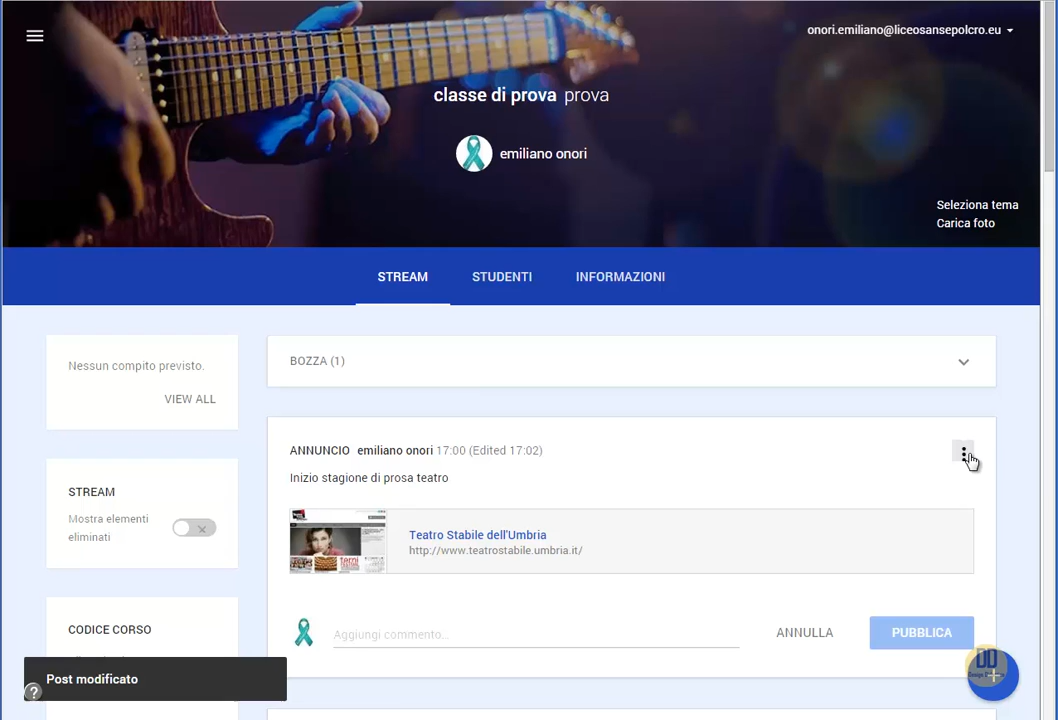 onori.emiliano@liceosansepolcro.eu
classe di prova prova
emiliano onori
Seleziona tema
Carica foto
STREAM STUDENTI INFORMAZIONI
Nessun compito previsto.
VIEW ALL
STREAM
Mostra elementi
eliminati
CODICE CORSO
BOZZA (1)
ANNUNCIO emiliano onori 17:00 (Edited 17:02)
Inizio stagione di prosa teatro
Teatro Stabile dell'Umbria
http://www.teatrostabile.umbria.it/
Aggiungi commento...
ANNULLA
PUBBLICA
Post modificato
?
DD